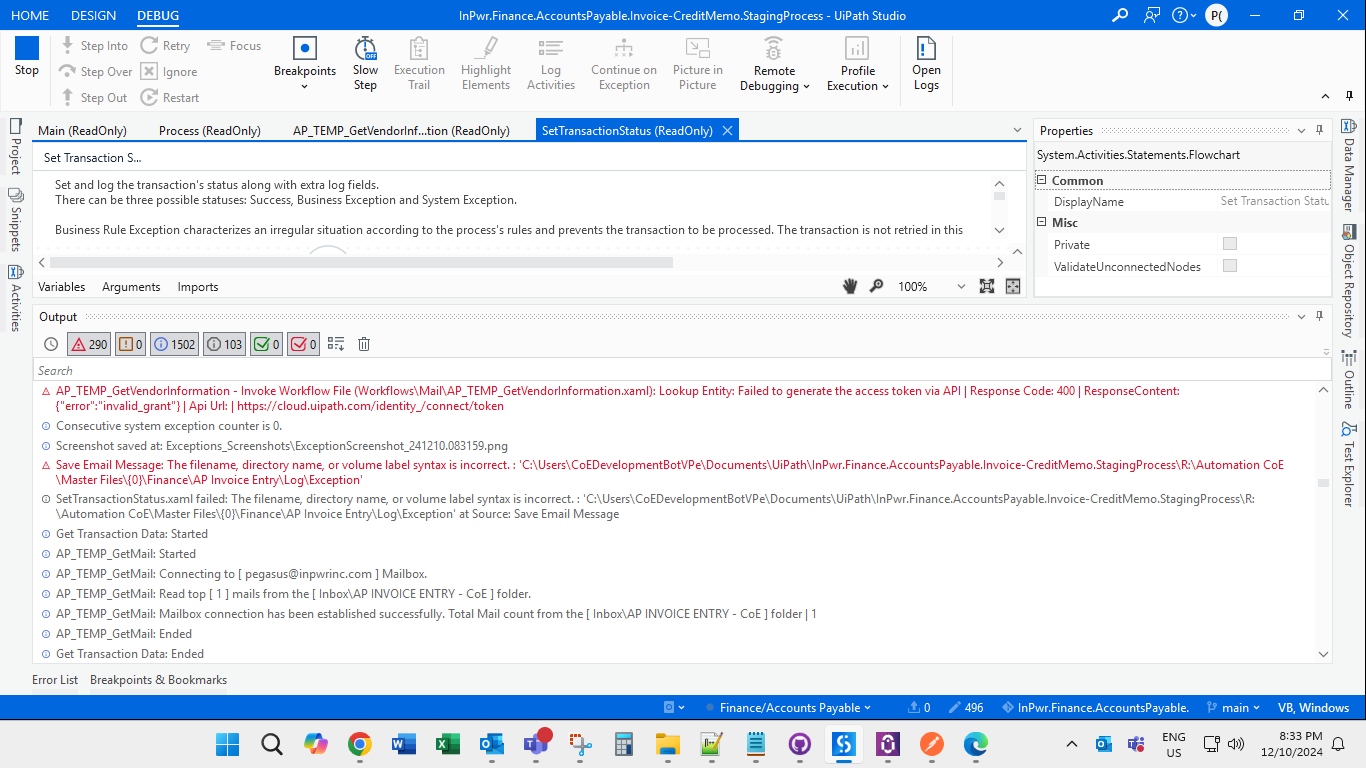 HOME DESIGN DEBUG
InPwr.Finance.AccountsPayable.Invoice-CreditMemo.StagingProcess - UiPath Studio
P(
Stop
Step Into
Step Over
Step Out
Retry
Ignore
Restart
Focus
Breakpoints
Slow
Step
OFF
Execution
Trail
Highlight
Elements
Log
Activities
Continue on
Exception
Picture in
Picture
Remote
Debugging
Profile
Execution
Open
Logs
Project
Snippets
Activities
Main (ReadOnly)
Process (ReadOnly)
AP_TEMP_GetVendorInf...tion (ReadOnly)
SetTransactionStatus (ReadOnly)
Set Transaction S...
Set and log the transaction's status along with extra log fields.
There can be three possible statuses: Success, Business Exception and System Exception.
Business Rule Exception characterizes an irregular situation according to the process's rules and prevents the transaction to be processed. The transaction is not retried in this
Variables Arguments Imports
100%
Properties
System.Activities.Statements.Flowchart
Common
DisplayName Set Transaction Statu
Misc
Private
ValidateUnconnectedNodes
Data Manager
Object Repository
Outline
Test Explorer
Output
290 0 1502 103 0 0
Search
AP_TEMP_GetVendorInformation - Invoke Workflow File (Workflows\Mail\AP_TEMP_GetVendorInformation.xaml): Lookup Entity: Failed to generate the access token via API | Response Code: 400 | ResponseContent:
{"error":"invalid_grant"} | Api Url: | https://cloud.uipath.com/identity_/connect/token
Consecutive system exception counter is 0.
Screenshot saved at: Exceptions_Screenshots\ExceptionScreenshot_241210.083159.png
Save Email Message: The filename, directory name, or volume label syntax is incorrect. : 'C:\Users\CoEDevelopmentBotVPe\Documents\UiPath\InPwr.Finance.AccountsPayable.Invoice-CreditMemo.StagingProcess\R:\Automation CoE
\Master Files\{0}\Finance\AP Invoice Entry\Log\Exception'
SetTransactionStatus.xaml failed: The filename, directory name, or volume label syntax is incorrect. : 'C:\Users\CoEDevelopmentBotVPe\Documents\UiPath\InPwr.Finance.AccountsPayable.Invoice-CreditMemo.StagingProcess\R:
\Automation CoE\Master Files\{0}\Finance\AP Invoice Entry\Log\Exception' at Source: Save Email Message
Get Transaction Data: Started
AP_TEMP_GetMail: Started
AP_TEMP_GetMail: Connecting to [ pegasus@inpwrinc.com ] Mailbox.
AP_TEMP_GetMail: Read top [ 1 ] mails from the [ Inbox\AP INVOICE ENTRY - CoE ] folder.
AP_TEMP_GetMail: Mailbox connection has been established successfully. Total Mail count from the [ Inbox\AP INVOICE ENTRY - CoE ] folder | 1
AP_TEMP_GetMail: Ended
Get Transaction Data: Ended
Error List Breakpoints & Bookmarks
Finance/Accounts Payable
0
496
InPwr.Finance.AccountsPayable.
main
VB, Windows
ENG
US
8:33 PM
12/10/2024